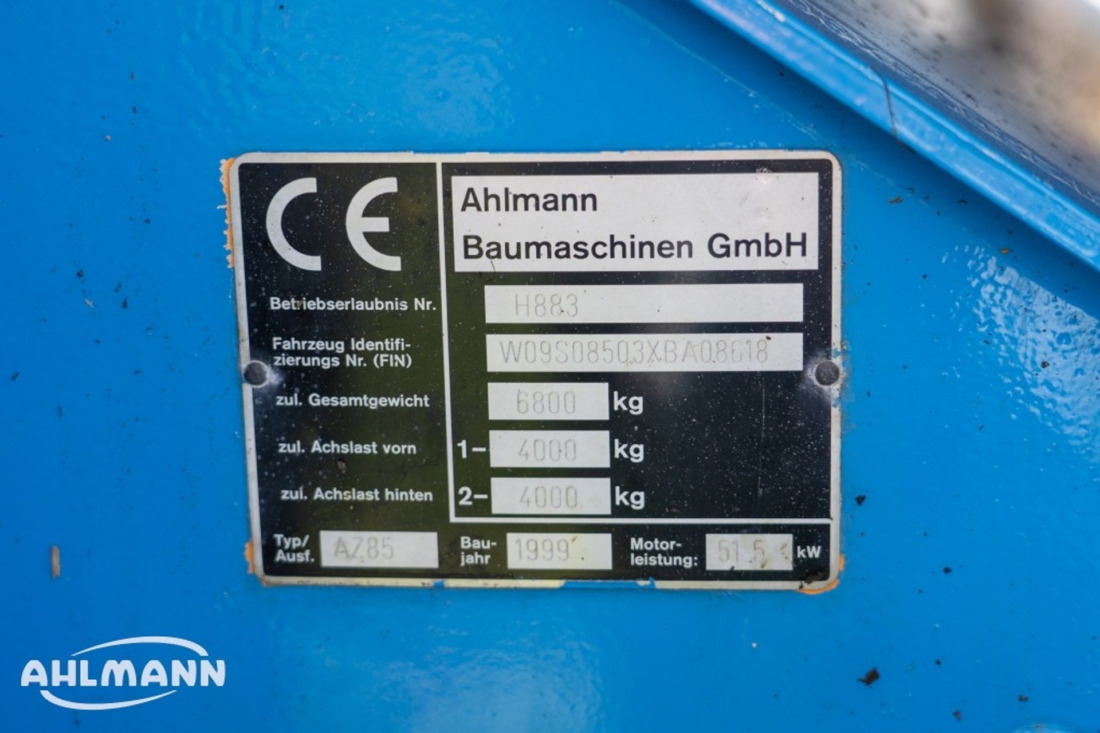 CE
Ahlmann
Baumaschinen GmbH
Betriebserlaubnis Nr. H883
Fahrzeug Identifi-
zierungs Nr. (FIN) W09S08503XBA08618
zul. Gesamtgewicht 6800 kg
zul. Achslast vorn 1- 4000 kg
zul. Achslast hinten 2- 4000 kg
Typ/
Ausf. AZ85
Bau-
jahr 1999
Motor-
leistung: 51.5 kW
AHLMANN